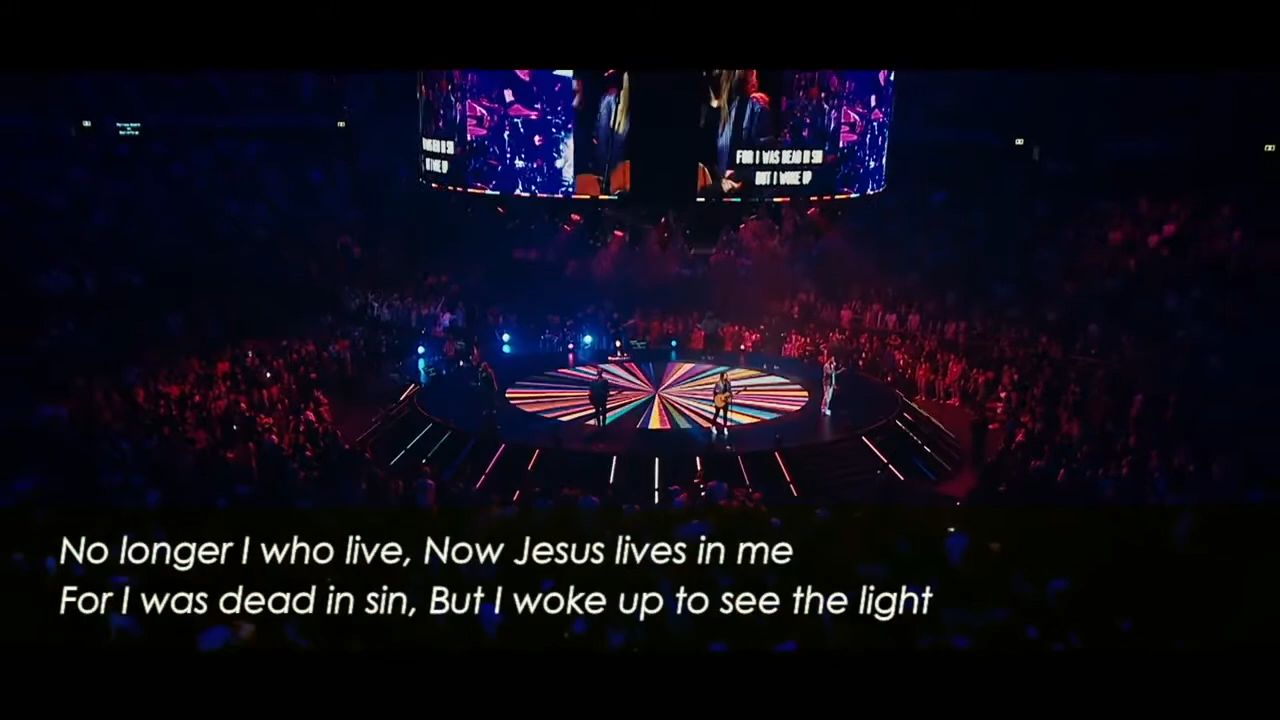 FOR I WAS DEAD IN SIN
BUT I WOKE UP
No longer I who live, Now Jesus lives in me
For I was dead in sin, But I woke up to see the light